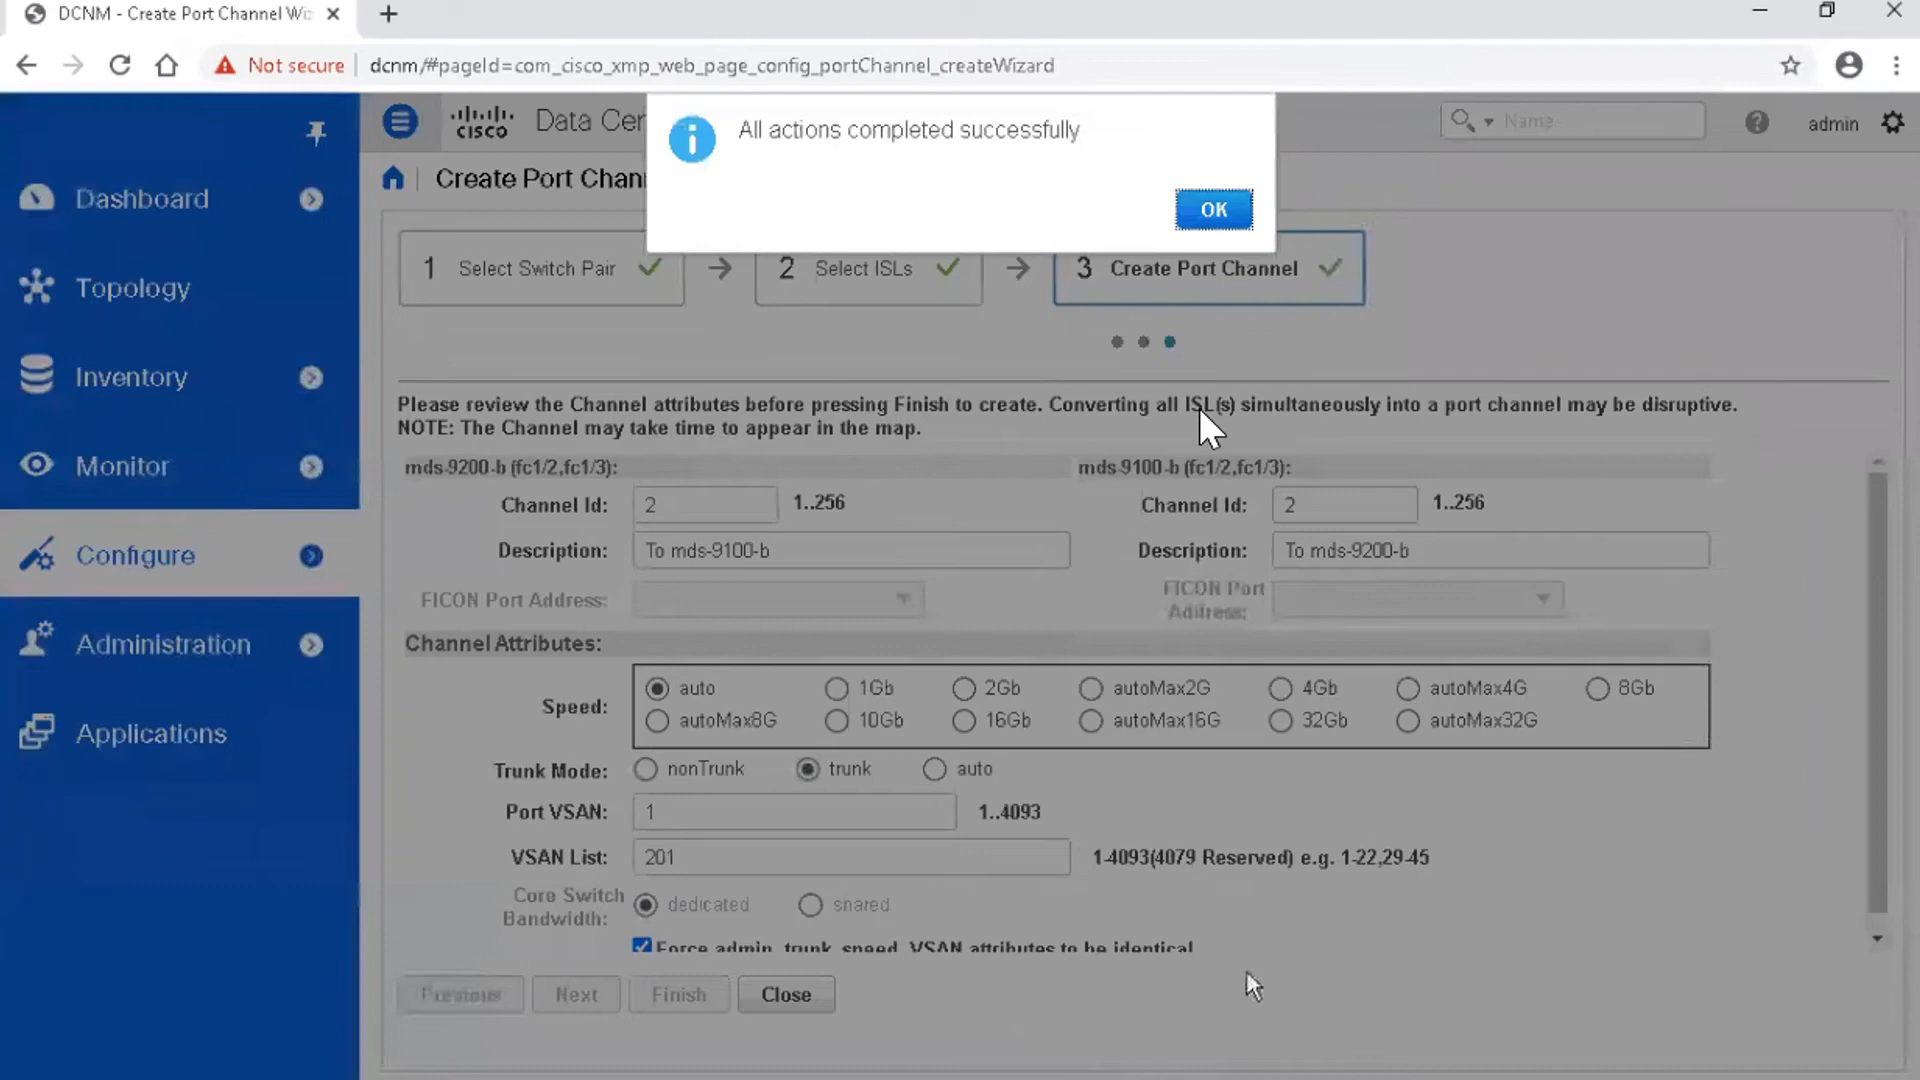 DCNM - Create Port Channel Wi
Not secure
dcnm/#pageId=com_cisco_xmp_web_page_config_portChannel_createWizard
All actions completed successfully
OK
cisco
Data Cer
Name
admin
Create Port Chan
Dashboard
Topology
Inventory
Monitor
Configure
Administration
Applications
1 Select Switch Pair
2 Select ISLs
3 Create Port Channel
Please review the Channel attributes before pressing Finish to create. Converting all ISL(s) simultaneously into a port channel may be disruptive.
NOTE: The Channel may take time to appear in the map.
mds-9200-b (fc1/2,fc1/3): mds-9100-b (fc1/2,fc1/3):
Channel Id: 2 1..256 Channel Id: 2 1..256
Description: To mds-9100-b Description: To mds-9200-b
FICON Port Address: FICON Port
Address:
Channel Attributes:
Speed:
auto 1Gb 2Gb autoMax2G 4Gb autoMax4G 8Gb
autoMax8G 10Gb 16Gb autoMax16G 32Gb autoMax32G
Trunk Mode: nonTrunk trunk auto
Port VSAN: 1 1..4093
VSAN List: 201 1-4093(4079 Reserved) e.g. 1-22,29-45
Core Switch
Bandwidth: dedicated shared
Force admin, trunk, speed, VSAN attributes to be identical
Previous Next Finish Close